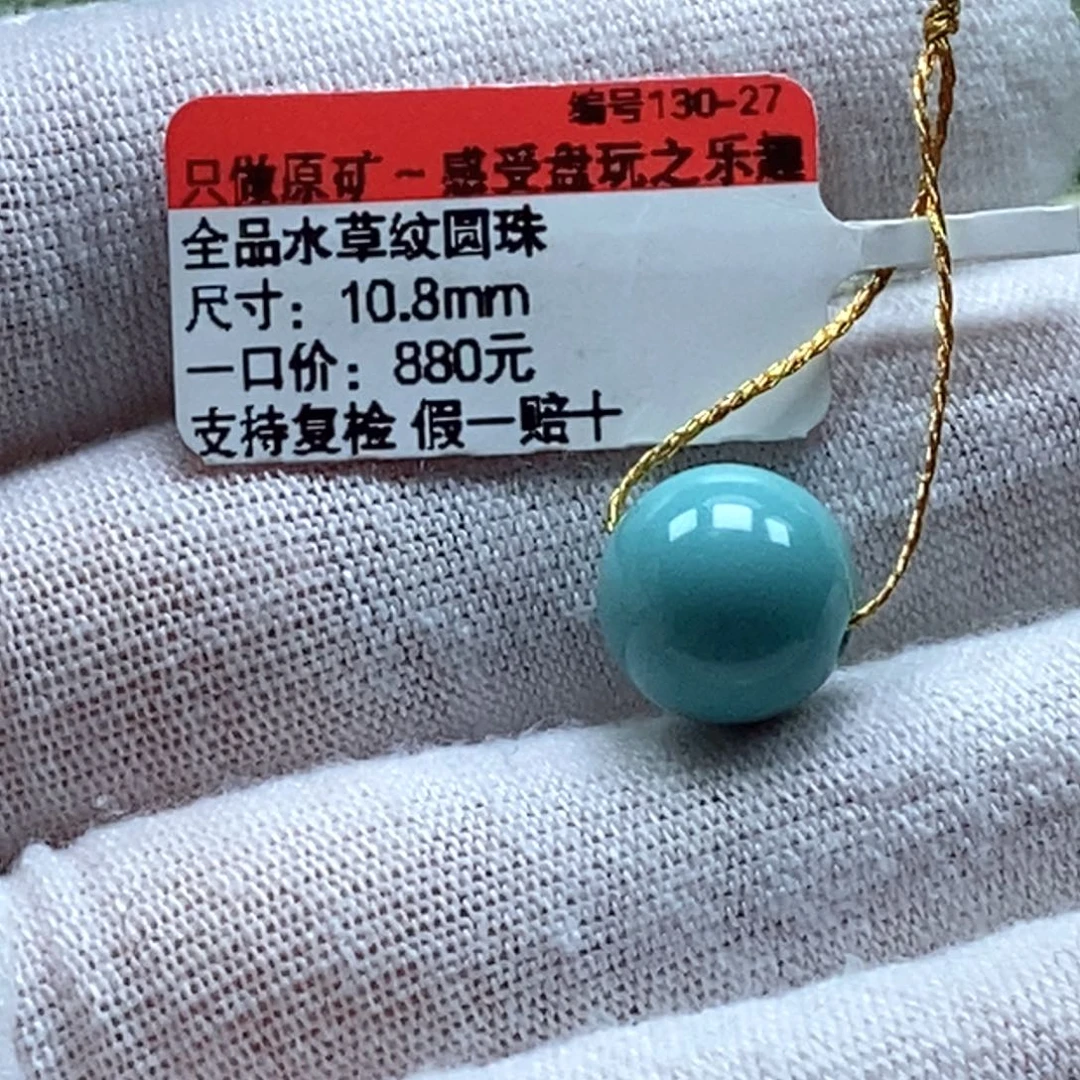 编号130-27
只做原矿~感受盘玩之乐趣
全品水草纹圆珠
尺寸：10.8mm
一口价：880元
支持复检 假一赔十